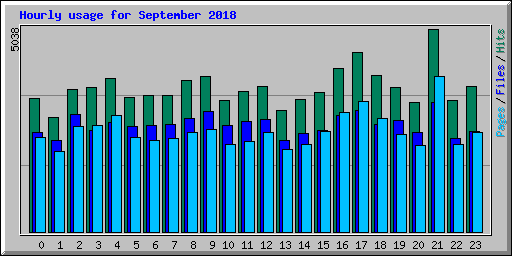 Hourly usage for September 2018
5038
Pages / Files / Hits
0 1 2 3 4 5 6 7 8 9 10 11 12 13 14 15 16 17 18 19 20 21 22 23